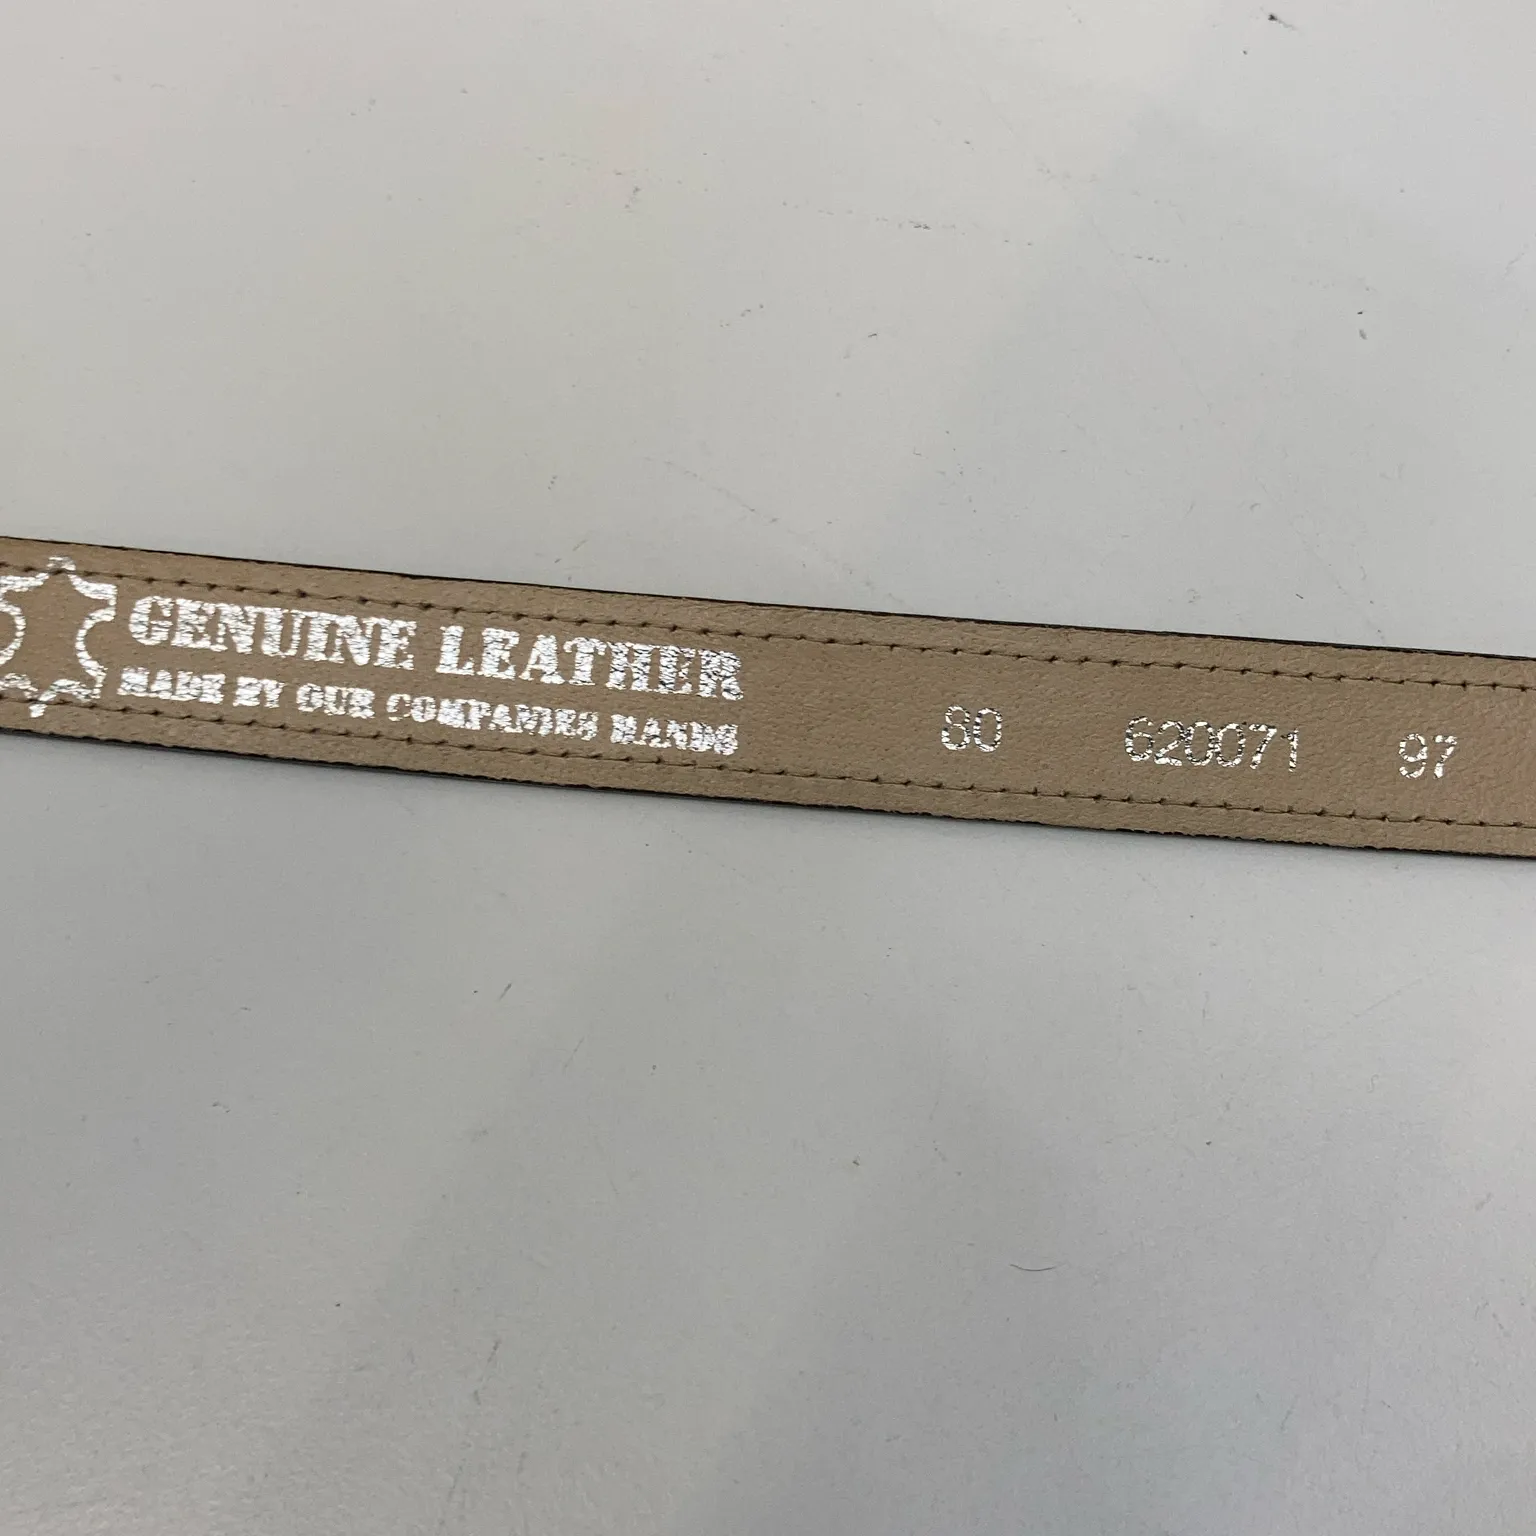 GENUINE LEATHER
MADE BY OUR COMPANIES HANDS
80 620071 97